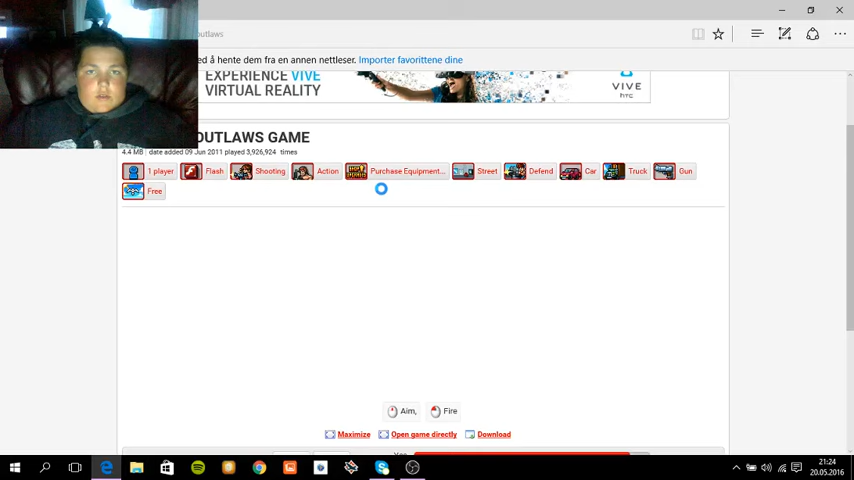 outlaws
ed å hente dem fra en annen nettleser. Importer favorittene dine
EXPERIENCE VIVE
VIRTUAL REALITY
VIVE
htc
OUTLAWS GAME
4.4 MB date added 09 Jun 2011 played 3,926,924 times
1 player Flash Shooting Action Purchase Equipment... Street Defend Car Truck Gun
Free
Aim, Fire
Maximize Open game directly Download
Yes
21:24
20.05.2016